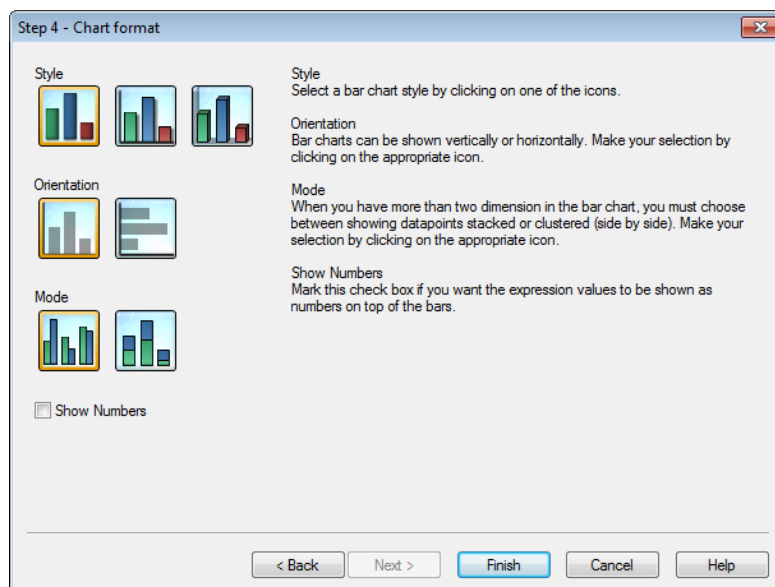 Step 4 - Chart format
Style
Style
Select a bar chart style by clicking on one of the icons.
Orientation
Bar charts can be shown vertically or horizontally. Make your selection by
clicking on the appropriate icon.
Orientation
Mode
When you have more than two dimension in the bar chart, you must choose
between showing datapoints stacked or clustered (side by side). Make your
selection by clicking on the appropriate icon.
Show Numbers
Mark this check box if you want the expression values to be shown as
numbers on top of the bars.
Mode
Show Numbers
< Back
Next >
Finish
Cancel
Help